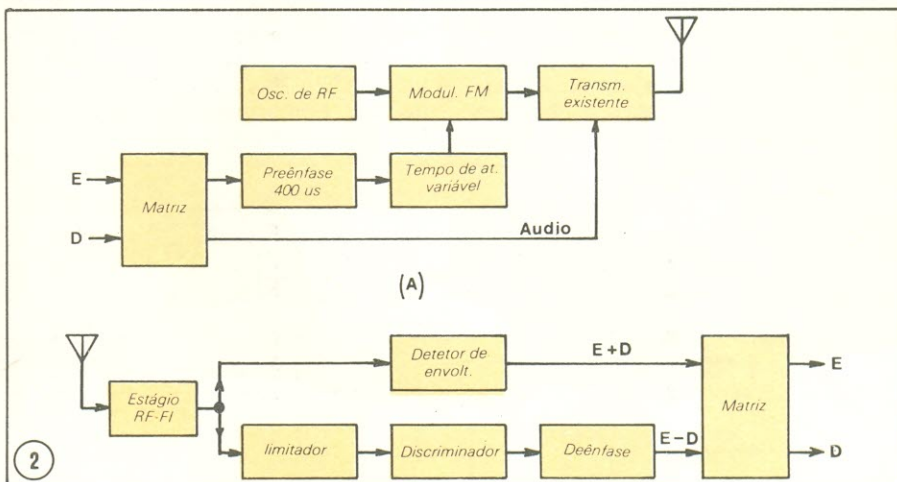 Osc. de RF
Modul. FM
Transm.
existente
E
D
Matriz
Preênfase
400 us
Tempo de at.
variável
Audio
(A)
Estágio
RF-FI
Detetor de
envolt.
E+D
limitador
Discriminador
Deênfase
E-D
Matriz
E
D
2